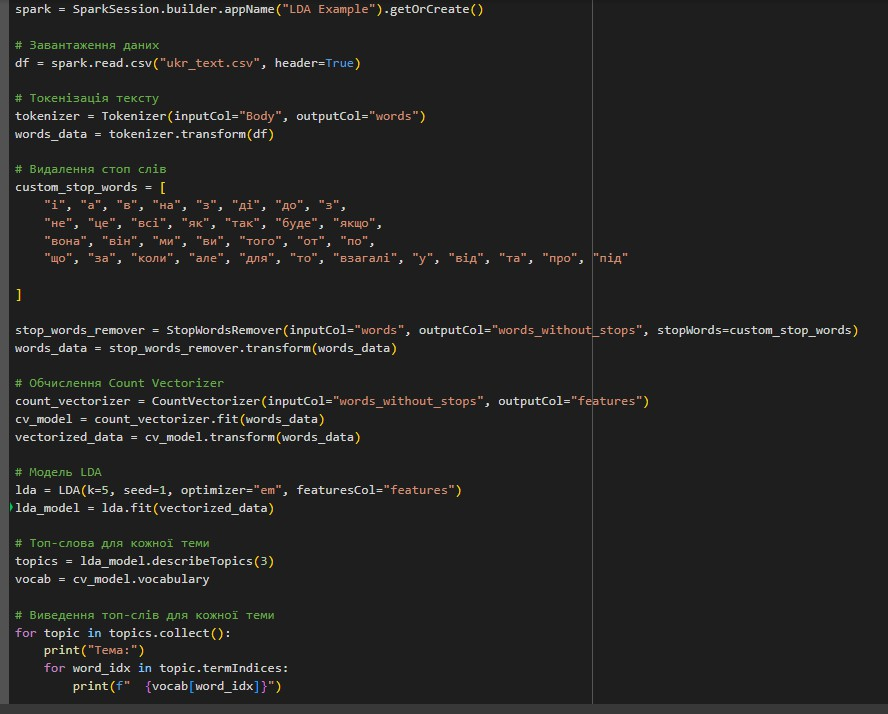 spark = SparkSession.builder.appName("LDA Example").getOrCreate()
# Завантаження даних
df = spark.read.csv("ukr_text.csv", header=True)
# Токенізація тексту
tokenizer = Tokenizer(inputCol="Body", outputCol="words")
words_data = tokenizer.transform(df)
# Видалення стоп слів
custom_stop_words = [
    "і", "а", "в", "на", "з", "ді", "до", "з",
    "не", "це", "всі", "як", "так", "буде", "якщо",
    "вона", "він", "ми", "ви", "того", "от", "по",
    "що", "за", "коли", "але", "для", "то", "взагалі", "у", "від", "та", "про", "під"
]
stop_words_remover = StopWordsRemover(inputCol="words", outputCol="words_without_stops", stopWords=custom_stop_words)
words_data = stop_words_remover.transform(words_data)
# Обчислення Count Vectorizer
count_vectorizer = CountVectorizer(inputCol="words_without_stops", outputCol="features")
cv_model = count_vectorizer.fit(words_data)
vectorized_data = cv_model.transform(words_data)
# Модель LDA
lda = LDA(k=5, seed=1, optimizer="em", featuresCol="features")
lda_model = lda.fit(vectorized_data)
# Топ-слова для кожної теми
topics = lda_model.describeTopics(3)
vocab = cv_model.vocabulary
# Виведення топ-слів для кожної теми
for topic in topics.collect():
    print("Тема:")
    for word_idx in topic.termIndices:
        print(f"  {vocab[word_idx]}")